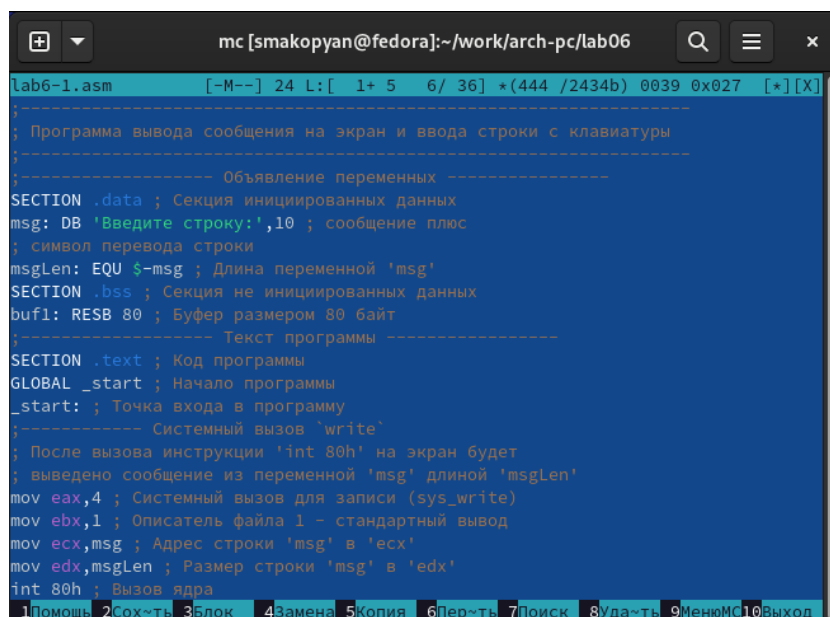 mc [smakopyan@fedora]:~/work/arch-pc/lab06
lab6-1.asm [-M--] 24 L:[ 1+ 5 6/ 36] *(444 /2434b) 0039 0x027 [*][X]
;---------------------------------------------------------------
; Программа вывода сообщения на экран и ввода строки с клавиатуры
;---------------------------------------------------------------
;------------------- Объявление переменных ----------------
SECTION .data ; Секция инициированных данных
msg: DB 'Введите строку:',10 ; сообщение плюс
; символ перевода строки
msgLen: EQU $-msg ; Длина переменной 'msg'
SECTION .bss ; Секция не инициированных данных
buf1: RESB 80 ; Буфер размером 80 байт
;------------------- Текст программы -----------------
SECTION .text ; Код программы
GLOBAL _start ; Начало программы
_start: ; Точка входа в программу
;------------ Cистемный вызов `write`
; После вызова инструкции 'int 80h' на экран будет
; выведено сообщение из переменной 'msg' длиной 'msgLen'
mov eax,4 ; Системный вызов для записи (sys_write)
mov ebx,1 ; Описатель файла 1 - стандартный вывод
mov ecx,msg ; Адрес строки 'msg' в 'ecx'
mov edx,msgLen ; Размер строки 'msg' в 'edx'
int 80h ; Вызов ядра
1Помощь 2Сох~ть 3Блок 4Замена 5Копия 6Пер~ть 7Поиск 8Уда~ть 9МенюMC 10Выход